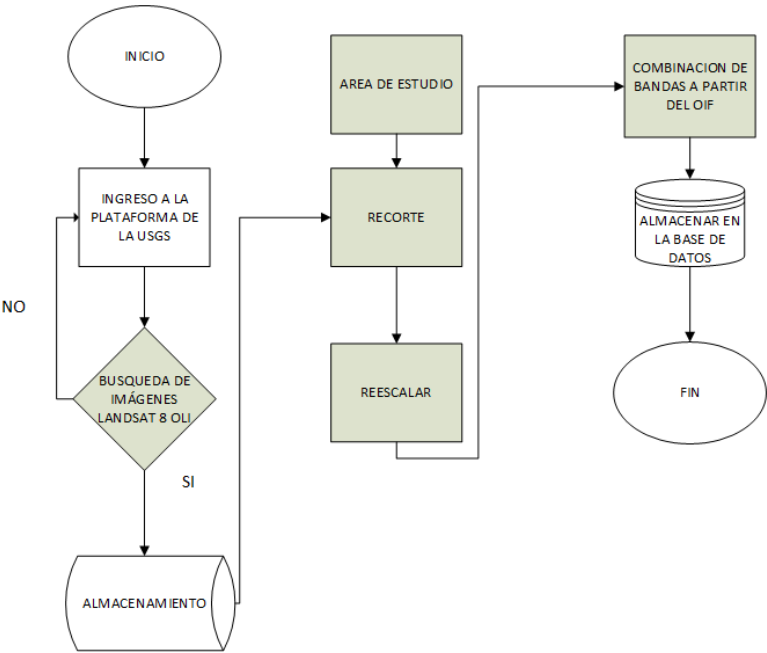 INICIO
INGRESO A LA
PLATAFORMA DE
LA USGS
NO
BUSQUEDA DE
IMÁGENES
LANDSAT 8 OLI
SI
ALMACENAMIENTO
AREA DE ESTUDIO
RECORTE
REESCALAR
COMBINACION DE
BANDAS A PARTIR
DEL OIF
ALMACENAR EN
LA BASE DE
DATOS
FIN